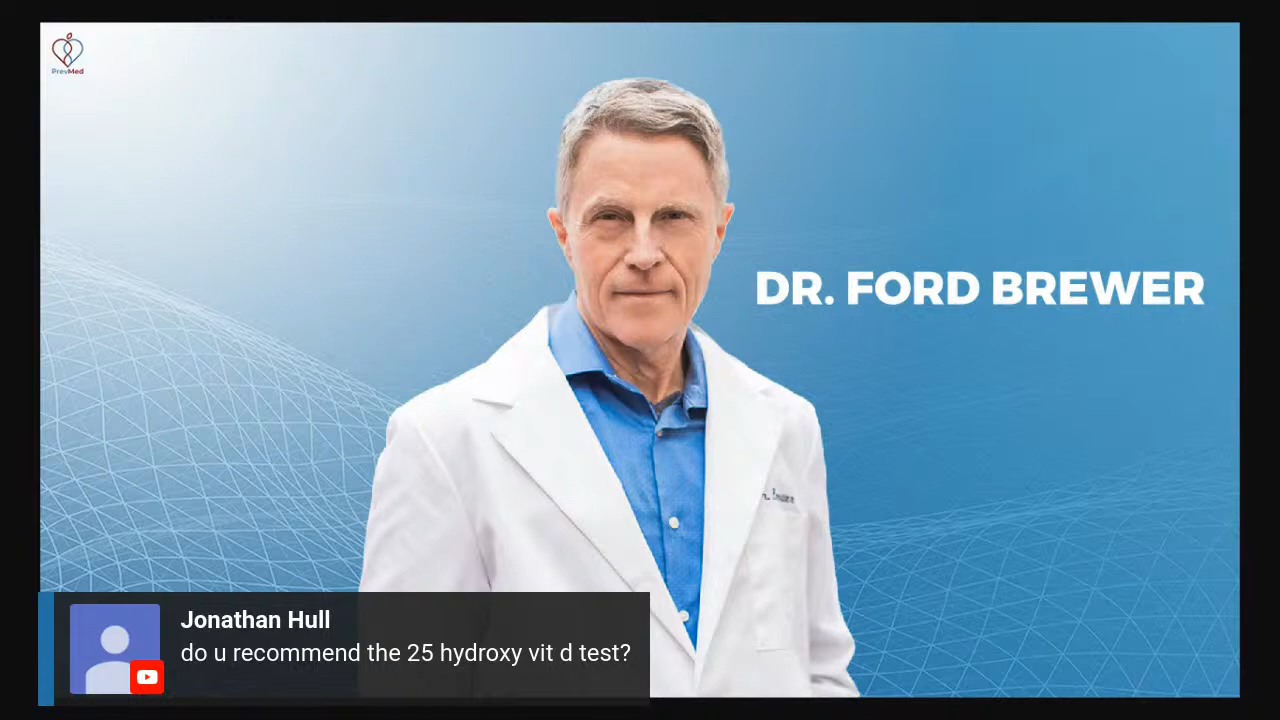 PrevMed
DR. FORD BREWER
Jonathan Hull
do u recommend the 25 hydroxy vit d test?